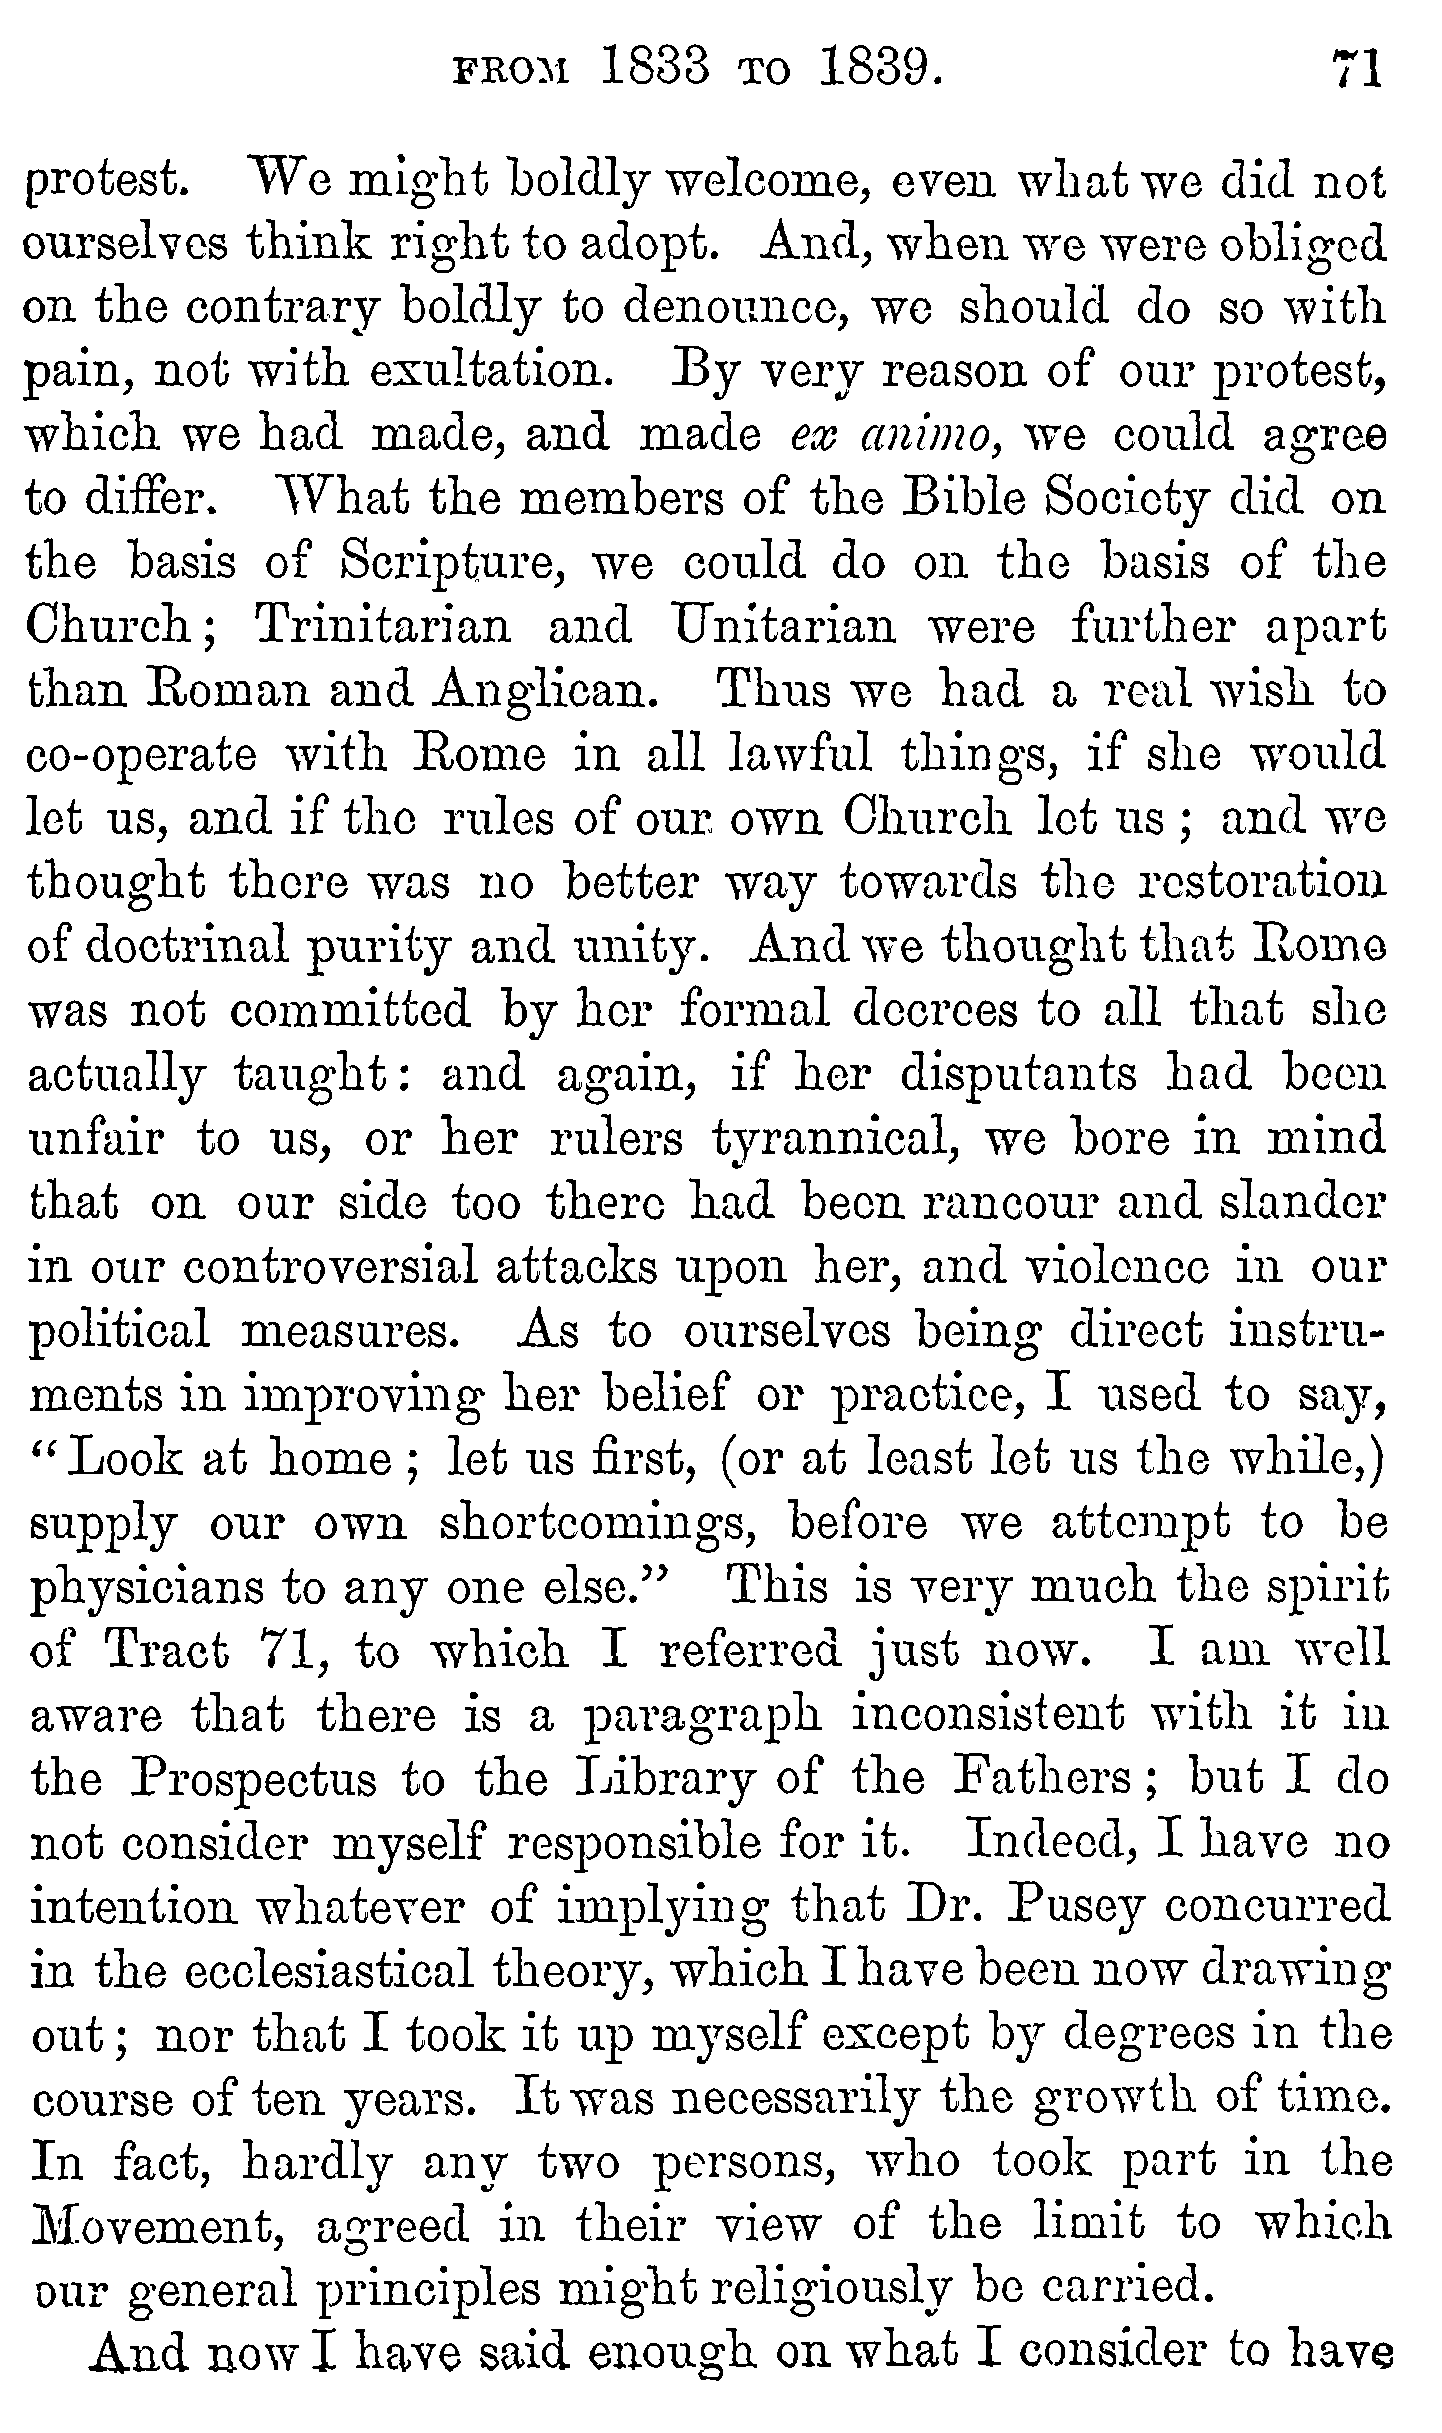 FROM 1833 TO 1839. 71
protest. We might boldly welcome, even what we did not
ourselves think right to adopt. And, when we were obliged
on the contrary boldly to denounce, we should do so with
pain, not with exultation. By very reason of our protest,
which we had made, and made ex animo, we could agree
to differ. What the members of the Bible Society did on
the basis of Scripture, we could do on the basis of the
Church; Trinitarian and Unitarian were further apart
than Roman and Anglican. Thus we had a real wish to
co-operate with Rome in all lawful things, if she would
let us, and if the rules of our own Church let us; and we
thought there was no better way towards the restoration
of doctrinal purity and unity. And we thought that Rome
was not committed by her formal decrees to all that she
actually taught: and again, if her disputants had been
unfair to us, or her rulers tyrannical, we bore in mind
that on our side too there had been rancour and slander
in our controversial attacks upon her, and violence in our
political measures. As to ourselves being direct instru-
ments in improving her belief or practice, I used to say,
“Look at home; let us first, (or at least let us the while,)
supply our own shortcomings, before we attempt to be
physicians to any one else.” This is very much the spirit
of Tract 71, to which I referred just now. I am well
aware that there is a paragraph inconsistent with it in
the Prospectus to the Library of the Fathers; but I do
not consider myself responsible for it. Indeed, I have no
intention whatever of implying that Dr. Pusey concurred
in the ecclesiastical theory, which I have been now drawing
out; nor that I took it up myself except by degrees in the
course of ten years. It was necessarily the growth of time.
In fact, hardly any two persons, who took part in the
Movement, agreed in their view of the limit to which
our general principles might religiously be carried.
And now I have said enough on what I consider to have